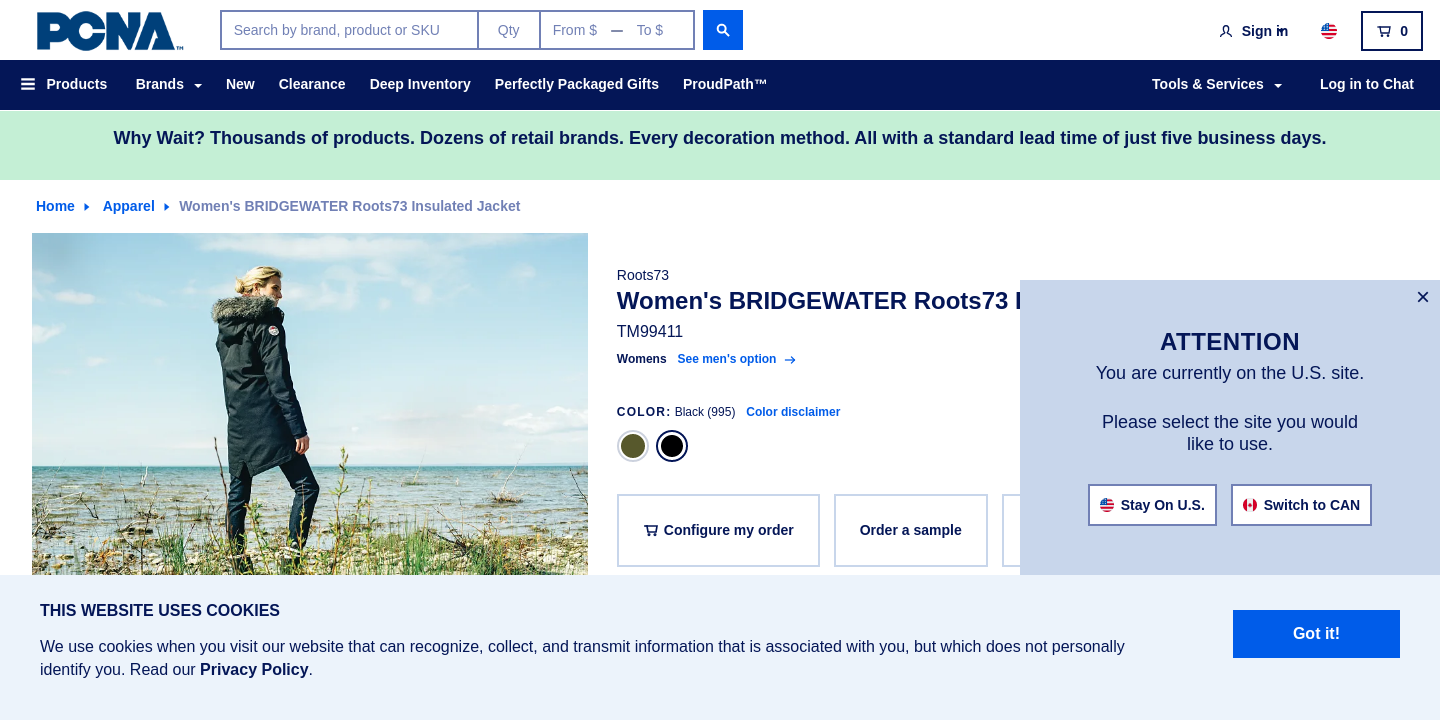 PCNA™
Search by brand, product or SKU
Qty
From $ — To $
Sign in
0
Products
Brands
New
Clearance
Deep Inventory
Perfectly Packaged Gifts
ProudPath™
Tools & Services
Log in to Chat
Why Wait? Thousands of products. Dozens of retail brands. Every decoration method. All with a standard lead time of just five business days.
Home
Apparel
Women's BRIDGEWATER Roots73 Insulated Jacket
Roots73
Women's BRIDGEWATER Roots73
TM99411
Womens See men's option
COLOR: Black (995) Color disclaimer
Configure my order
Order a sample
×
ATTENTION
You are currently on the U.S. site.
Please select the site you would
like to use.
Stay On U.S.
Switch to CAN
THIS WEBSITE USES COOKIES
We use cookies when you visit our website that can recognize, collect, and transmit information that is associated with you, but which does not personally
identify you. Read our Privacy Policy.
Got it!